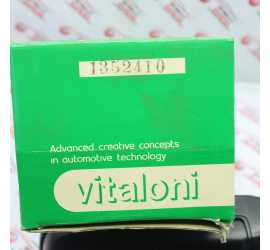 1352410
Advanced creative concepts
in automotive technology
vitaloni